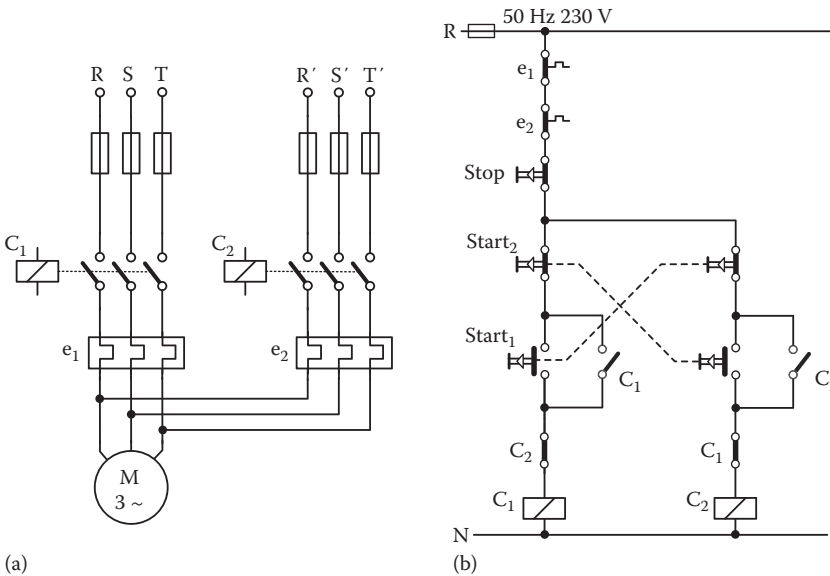 50 Hz 230 V
R
R S T
R′ S′ T′
e₁
e₂
Stop
C₁
C₂
Start₂
e₁
e₂
Start₁
C₁
C
M
3 ~
C₂
C₁
C₁
C₂
N
(a)
(b)